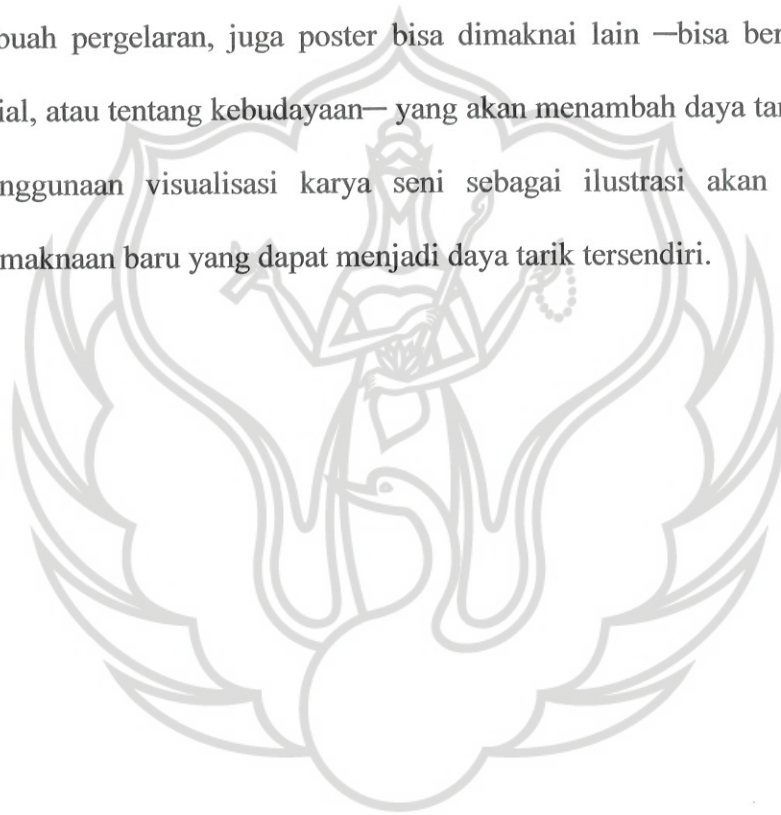 buah pergelaran, juga poster bisa dimaknai lain —bisa ber
ial, atau tentang kebudayaan— yang akan menambah daya tar
nggunaan visualisasi karya seni sebagai ilustrasi akan
maknaan baru yang dapat menjadi daya tarik tersendiri.